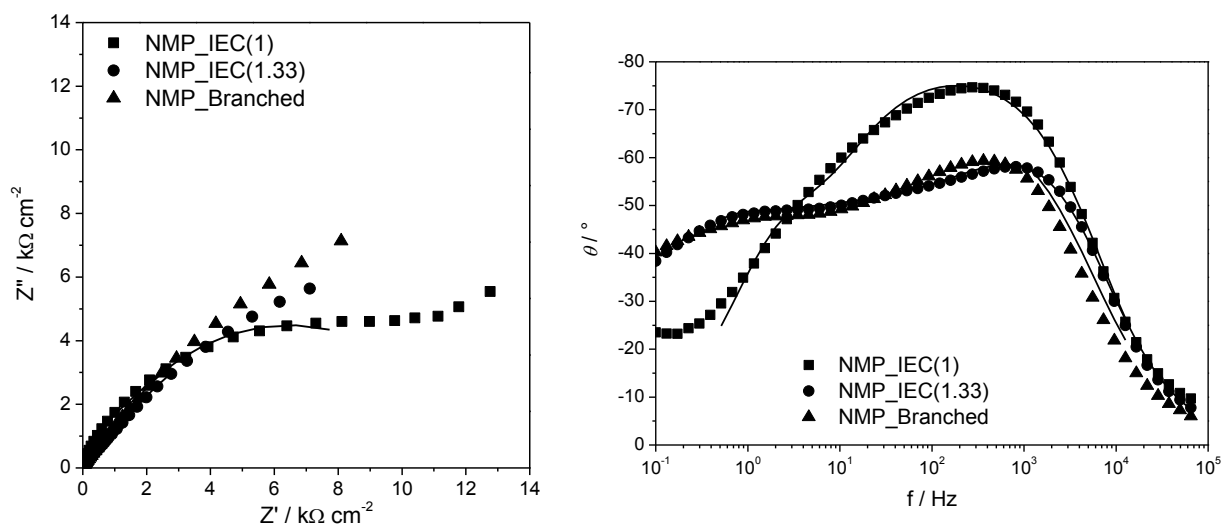 14
12
10
8
6
4
2
0
Z'' / kΩ cm⁻²
NMP_IEC(1)
NMP_IEC(1.33)
NMP_Branched
0 2 4 6 8 10 12 14
Z' / kΩ cm⁻²
-80
-70
-60
-50
-40
-30
-20
-10
0
θ / °
NMP_IEC(1)
NMP_IEC(1.33)
NMP_Branched
10⁻¹ 10⁰ 10¹ 10² 10³ 10⁴ 10⁵
f / Hz